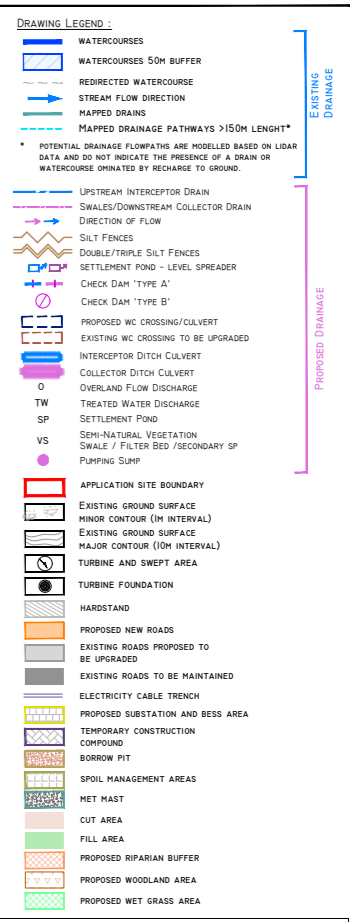 Drawing Legend :
watercourses
watercourses 50m buffer
redirected watercourse
stream flow direction
mapped drains
Mapped drainage pathways >150m lenght*
* potential drainage flowpaths are modelled based on lidar
data and do not indicate the presence of a drain or
watercourse ominated by recharge to ground.
Existing
Drainage
Upstream Interceptor Drain
Swales/Downstream Collector Drain
Direction of flow
Silt Fences
Double/triple Silt Fences
settlement pond - level spreader
Check Dam 'type A'
Check Dam 'type B'
proposed wc crossing/culvert
existing wc crossing to be upgraded
Interceptor Ditch Culvert
Collector Ditch Culvert
O Overland Flow Discharge
TW Treated Water Discharge
SP Settlement Pond
VS Semi-Natural Vegetation
Swale / Filter Bed /secondary sp
Pumping Sump
Proposed Drainage
application site boundary
Existing ground surface
minor contour (1m interval)
Existing ground surface
major contour (10m interval)
turbine and swept area
turbine foundation
hardstand
proposed new roads
existing roads proposed to
be upgraded
existing roads to be maintained
electricity cable trench
proposed substation and bess area
temporary construction
compound
borrow pit
spoil management areas
met mast
cut area
fill area
proposed riparian buffer
proposed woodland area
proposed wet grass area